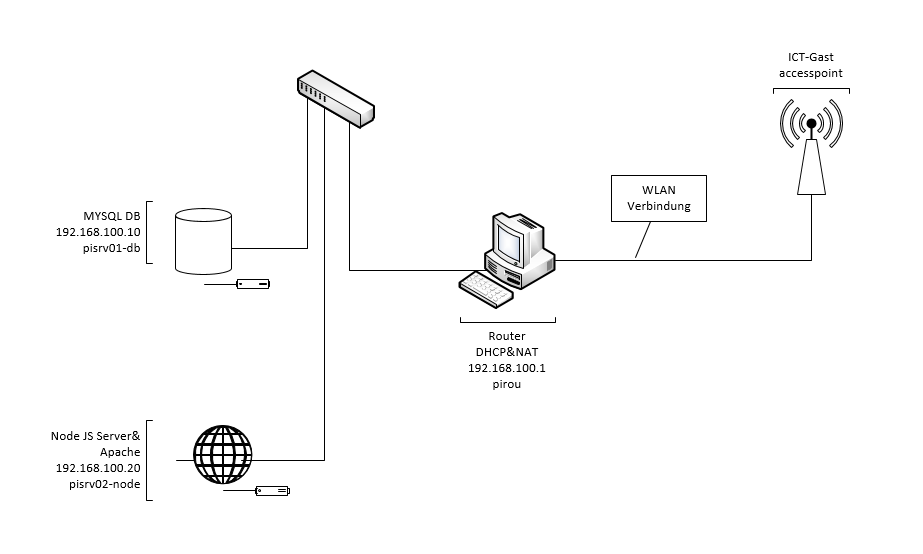 ICT-Gast
accesspoint
WLAN
Verbindung
MYSQL DB
192.168.100.10
pisrv01-db
Router
DHCP&NAT
192.168.100.1
pirou
Node JS Server&
Apache
192.168.100.20
pisrv02-node